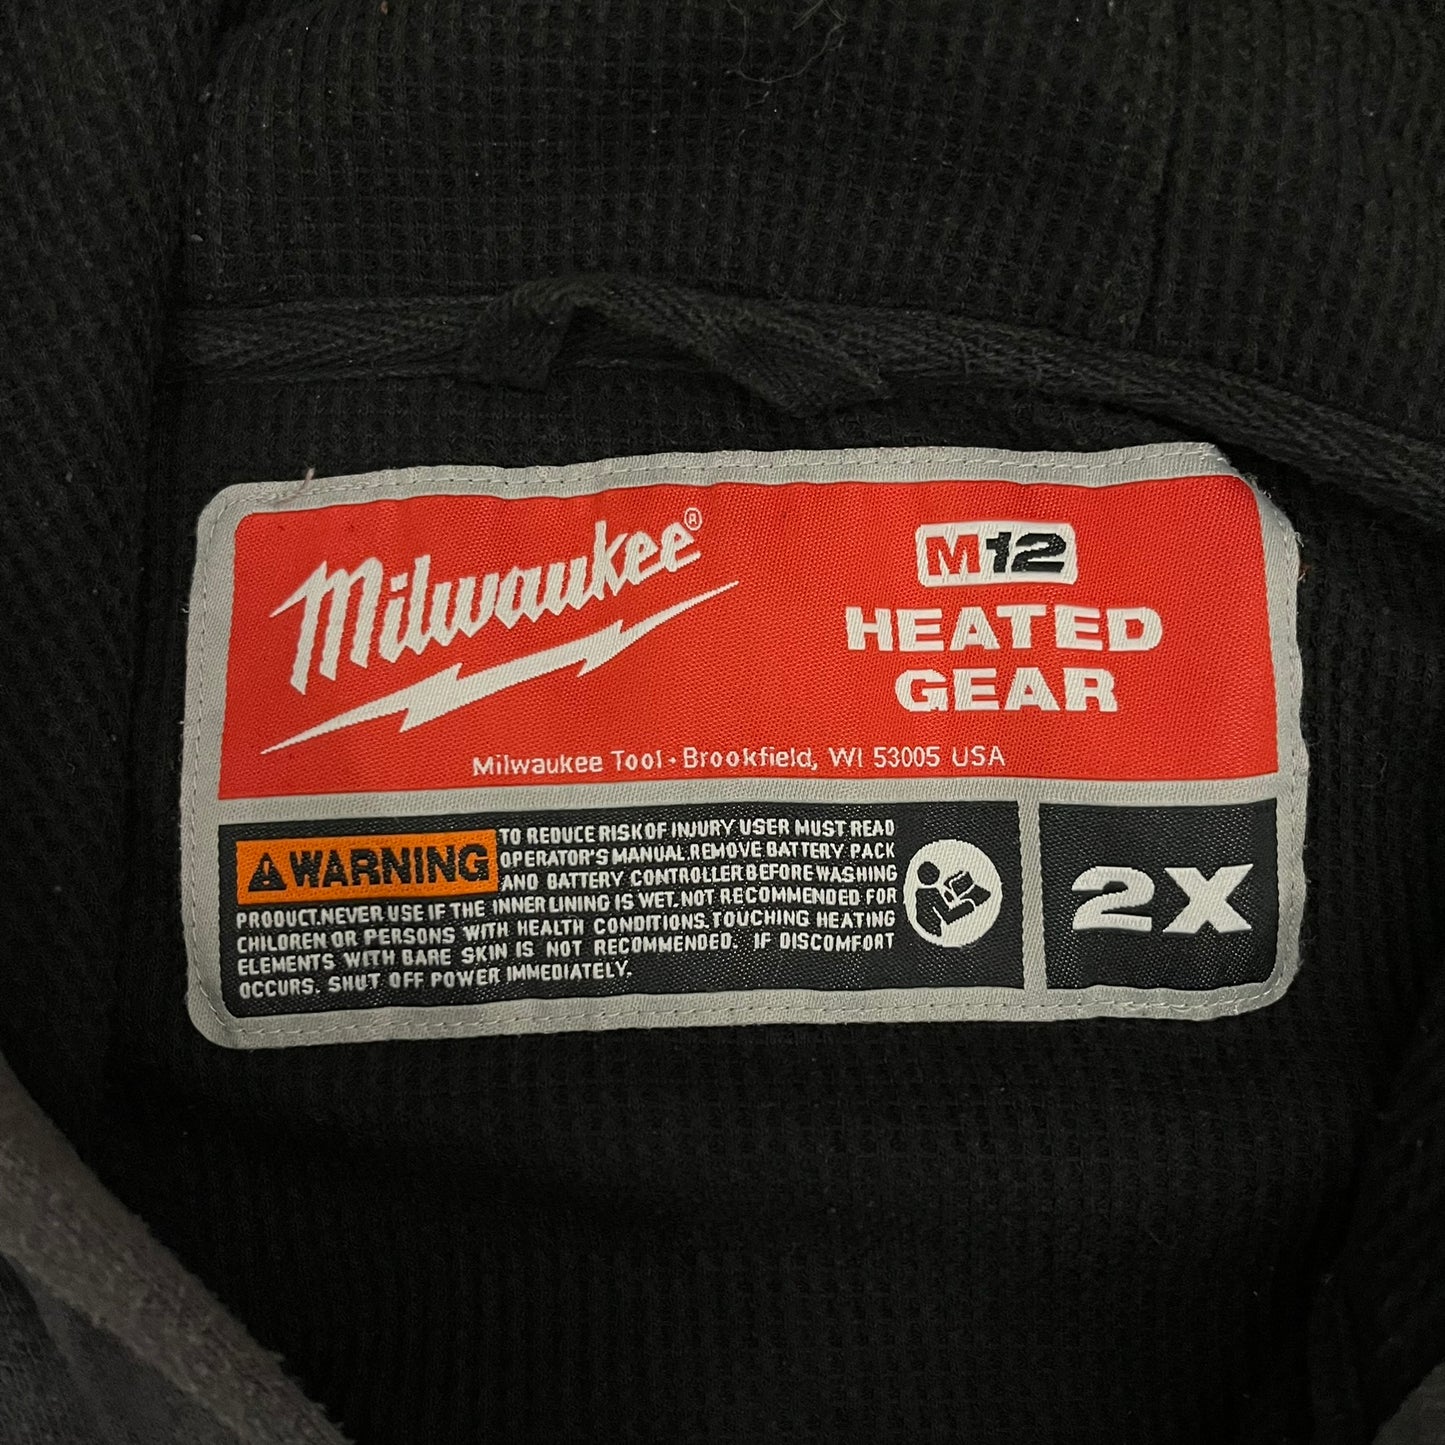 Milwaukee®
M12
HEATED
GEAR
Milwaukee Tool • Brookfield, WI 53005 USA
WARNING
TO REDUCE RISK OF INJURY USER MUST READ
OPERATOR'S MANUAL.REMOVE BATTERY PACK
AND BATTERY CONTROLLER BEFORE WASHING
PRODUCT.NEVER USE IF THE INNER LINING IS WET.NOT RECOMMENDED FOR
CHILDREN OR PERSONS WITH HEALTH CONDITIONS.TOUCHING HEATING
ELEMENTS WITH BARE SKIN IS NOT RECOMMENDED. IF DISCOMFORT
OCCURS. SHUT OFF POWER IMMEDIATELY.
2X